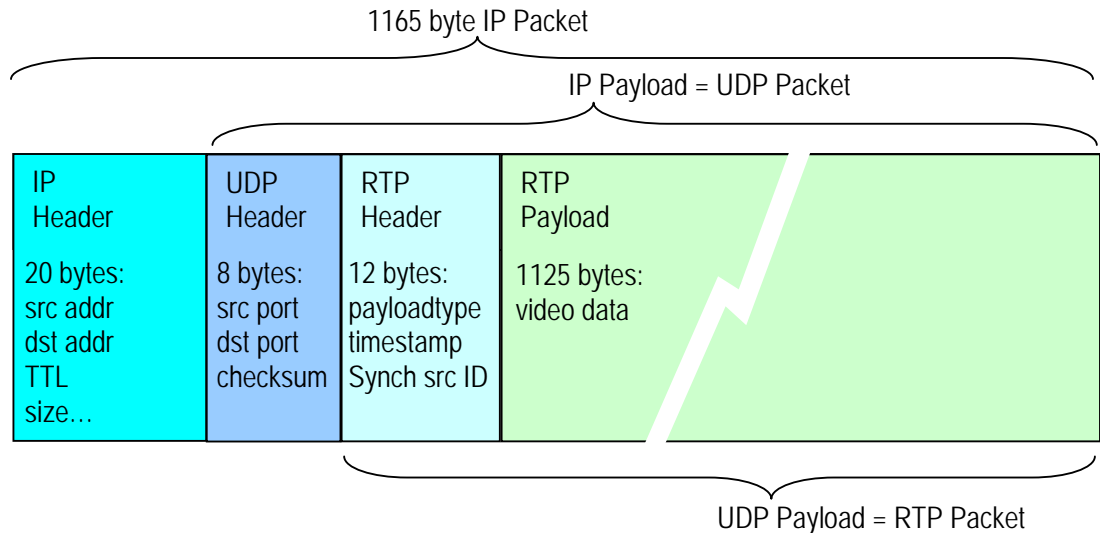 1165 byte IP Packet
IP Payload = UDP Packet
IP
Header
20 bytes:
src addr
dst addr
TTL
size…
UDP
Header
8 bytes:
src port
dst port
checksum
RTP
Header
12 bytes:
payloadtype
timestamp
Synch src ID
RTP
Payload
1125 bytes:
video data
UDP Payload = RTP Packet